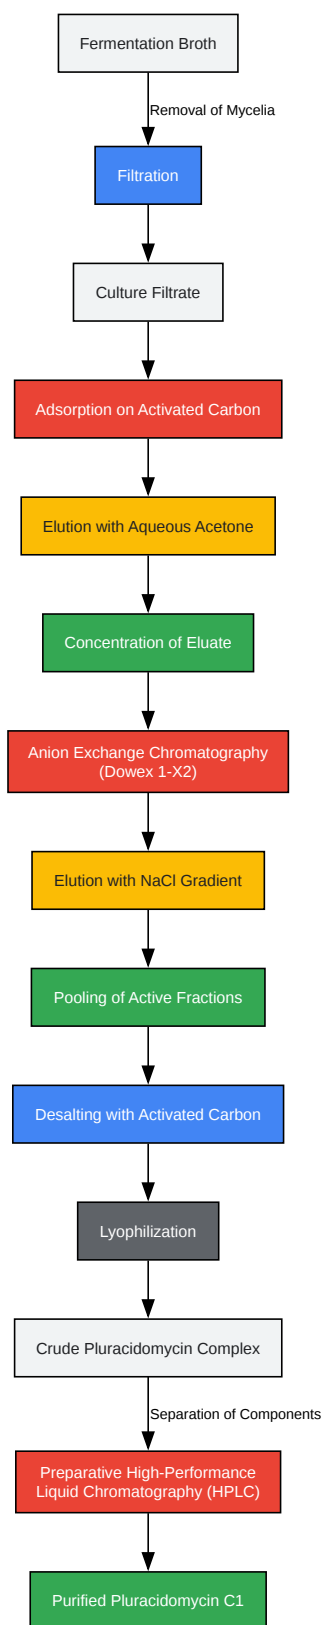 Fermentation Broth
Removal of Mycelia
Filtration
Culture Filtrate
Adsorption on Activated Carbon
Elution with Aqueous Acetone
Concentration of Eluate
Anion Exchange Chromatography
(Dowex 1-X2)
Elution with NaCl Gradient
Pooling of Active Fractions
Desalting with Activated Carbon
Lyophilization
Crude Pluracidomycin Complex
Separation of Components
Preparative High-Performance
Liquid Chromatography (HPLC)
Purified Pluracidomycin C1